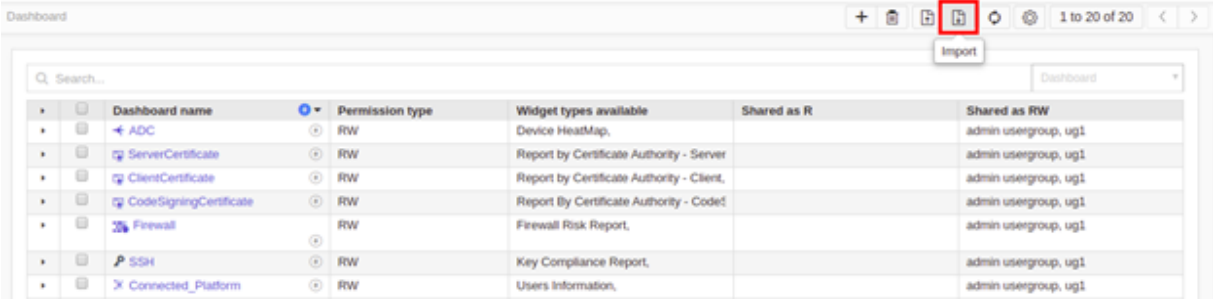 Dashboard
1 to 20 of 20
Import
Search...
Dashboard
Dashboard name Permission type Widget types available Shared as R Shared as RW
ADC RW Device HeatMap, admin usergroup, ug1
ServerCertificate RW Report by Certificate Authority - Server admin usergroup, ug1
ClientCertificate RW Report by Certificate Authority - Client, admin usergroup, ug1
CodeSigningCertificate RW Report By Certificate Authority - CodeS admin usergroup, ug1
Firewall RW Firewall Risk Report, admin usergroup, ug1
SSH RW Key Compliance Report, admin usergroup, ug1
Connected_Platform RW Users Information, admin usergroup, ug1